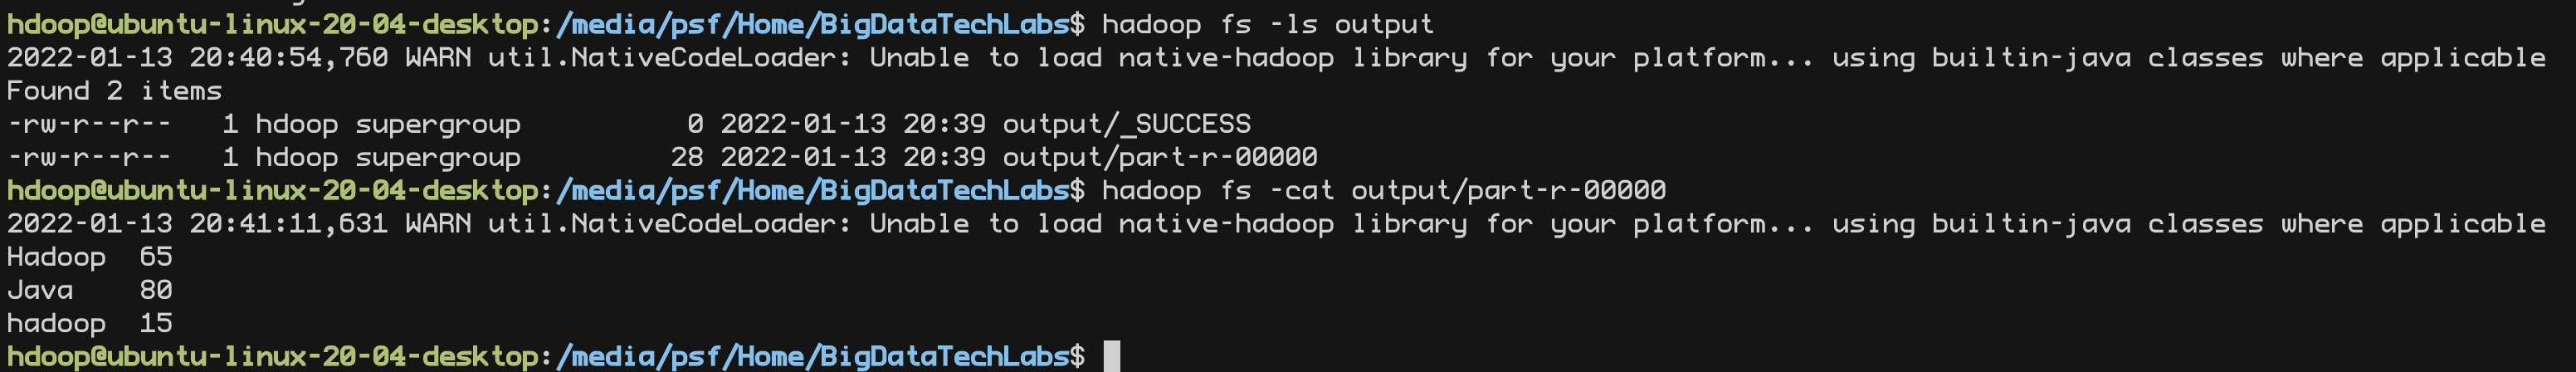 hdoop@ubuntu-linux-20-04-desktop:/media/psf/Home/BigDataTechLabs$ hadoop fs -ls output
2022-01-13 20:40:54,760 WARN util.NativeCodeLoader: Unable to load native-hadoop library for your platform... using builtin-java classes where applicable
Found 2 items
-rw-r--r--   1 hdoop supergroup          0 2022-01-13 20:39 output/_SUCCESS
-rw-r--r--   1 hdoop supergroup         28 2022-01-13 20:39 output/part-r-00000
hdoop@ubuntu-linux-20-04-desktop:/media/psf/Home/BigDataTechLabs$ hadoop fs -cat output/part-r-00000
2022-01-13 20:41:11,631 WARN util.NativeCodeLoader: Unable to load native-hadoop library for your platform... using builtin-java classes where applicable
Hadoop  65
Java    80
hadoop  15
hdoop@ubuntu-linux-20-04-desktop:/media/psf/Home/BigDataTechLabs$